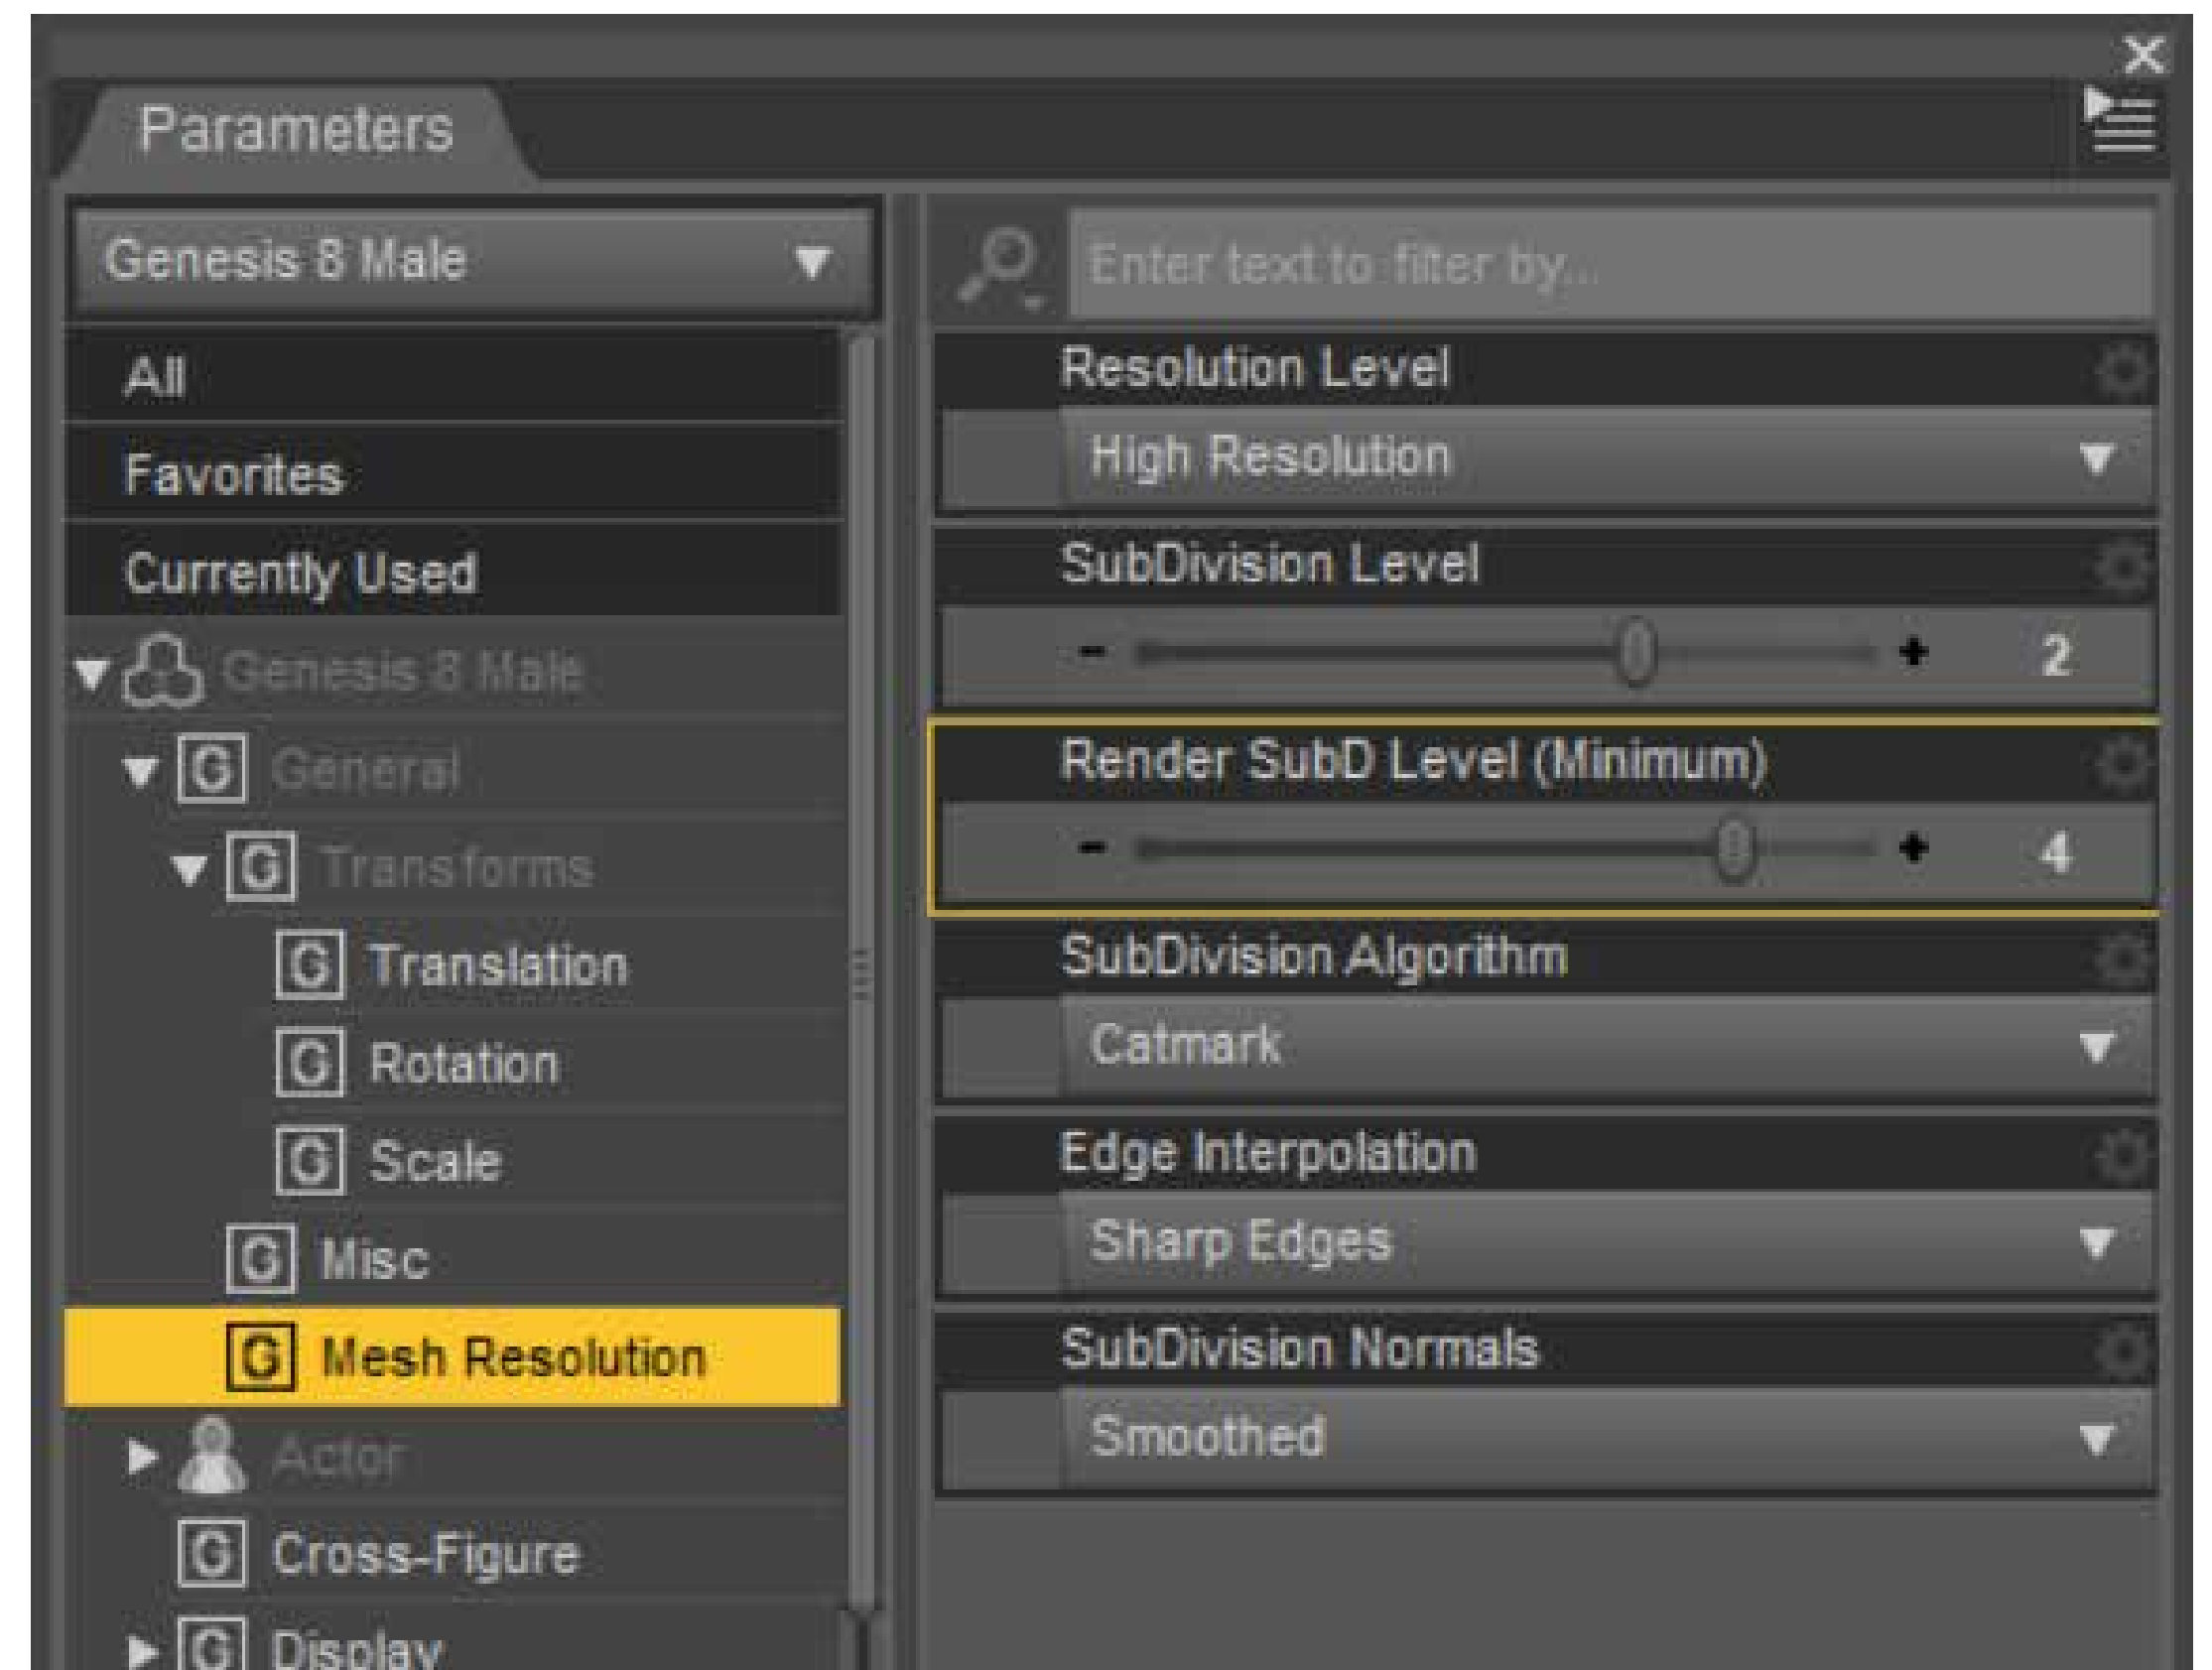 Parameters
Genesis 8 Male
All
Favorites
Currently Used
Genesis 8 Male
G General
G Transforms
G Translation
G Rotation
G Scale
G Misc
G Mesh Resolution
Actor
G Cross-Figure
G Display
Enter text to filter by...
Resolution Level
High Resolution
SubDivision Level
- + 2
Render SubD Level (Minimum)
- + 4
SubDivision Algorithm
Catmark
Edge Interpolation
Sharp Edges
SubDivision Normals
Smoothed